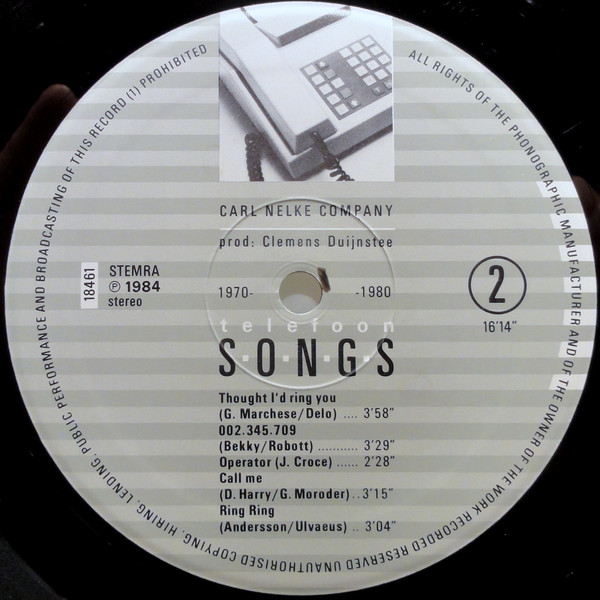 ALL RIGHTS OF THE PHONOGRAPHIC MANUFACTURER AND OF THE OWNER OF THE WORK RECORDED RESERVED UNAUTHORISED COPYING, HIRING, LENDING, PUBLIC PERFORMANCE AND BROADCASTING OF THIS RECORD (1) PROHIBITED
CARL NELKE COMPANY
prod: Clemens Duijnstee
18461
STEMRA
℗ 1984
stereo
1970- -1980
2
16'14"
telefoon
SONGS
Thought I'd ring you
(G. Marchese/Delo) .... 3'58"
002.345.709
(Bekky/Robott) ........... 3'29"
Operator (J. Croce) ...... 2'28"
Call me
(D. Harry/G. Moroder)..3'15"
Ring Ring
(Andersson/Ulvaeus) .. 3'04"